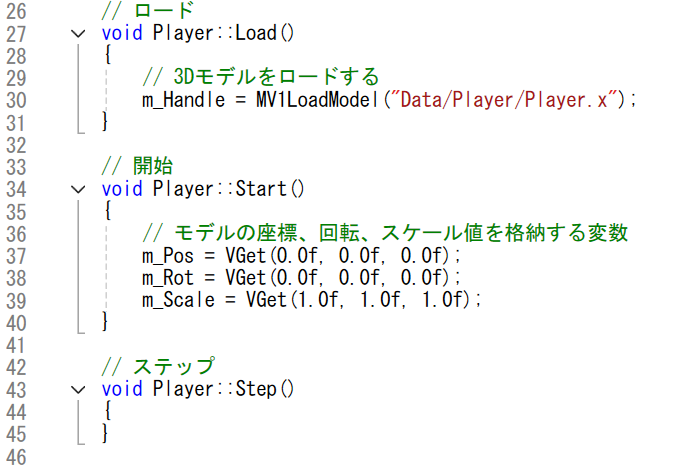 26 // ロード
27 void Player::Load()
28 {
29 // 3Dモデルをロードする
30 m_Handle = MV1LoadModel("Data/Player/Player.x");
31 }
32
33 // 開始
34 void Player::Start()
35 {
36 // モデルの座標、回転、スケール値を格納する変数
37 m_Pos = VGet(0.0f, 0.0f, 0.0f);
38 m_Rot = VGet(0.0f, 0.0f, 0.0f);
39 m_Scale = VGet(1.0f, 1.0f, 1.0f);
40 }
41
42 // ステップ
43 void Player::Step()
44 {
45 }
46